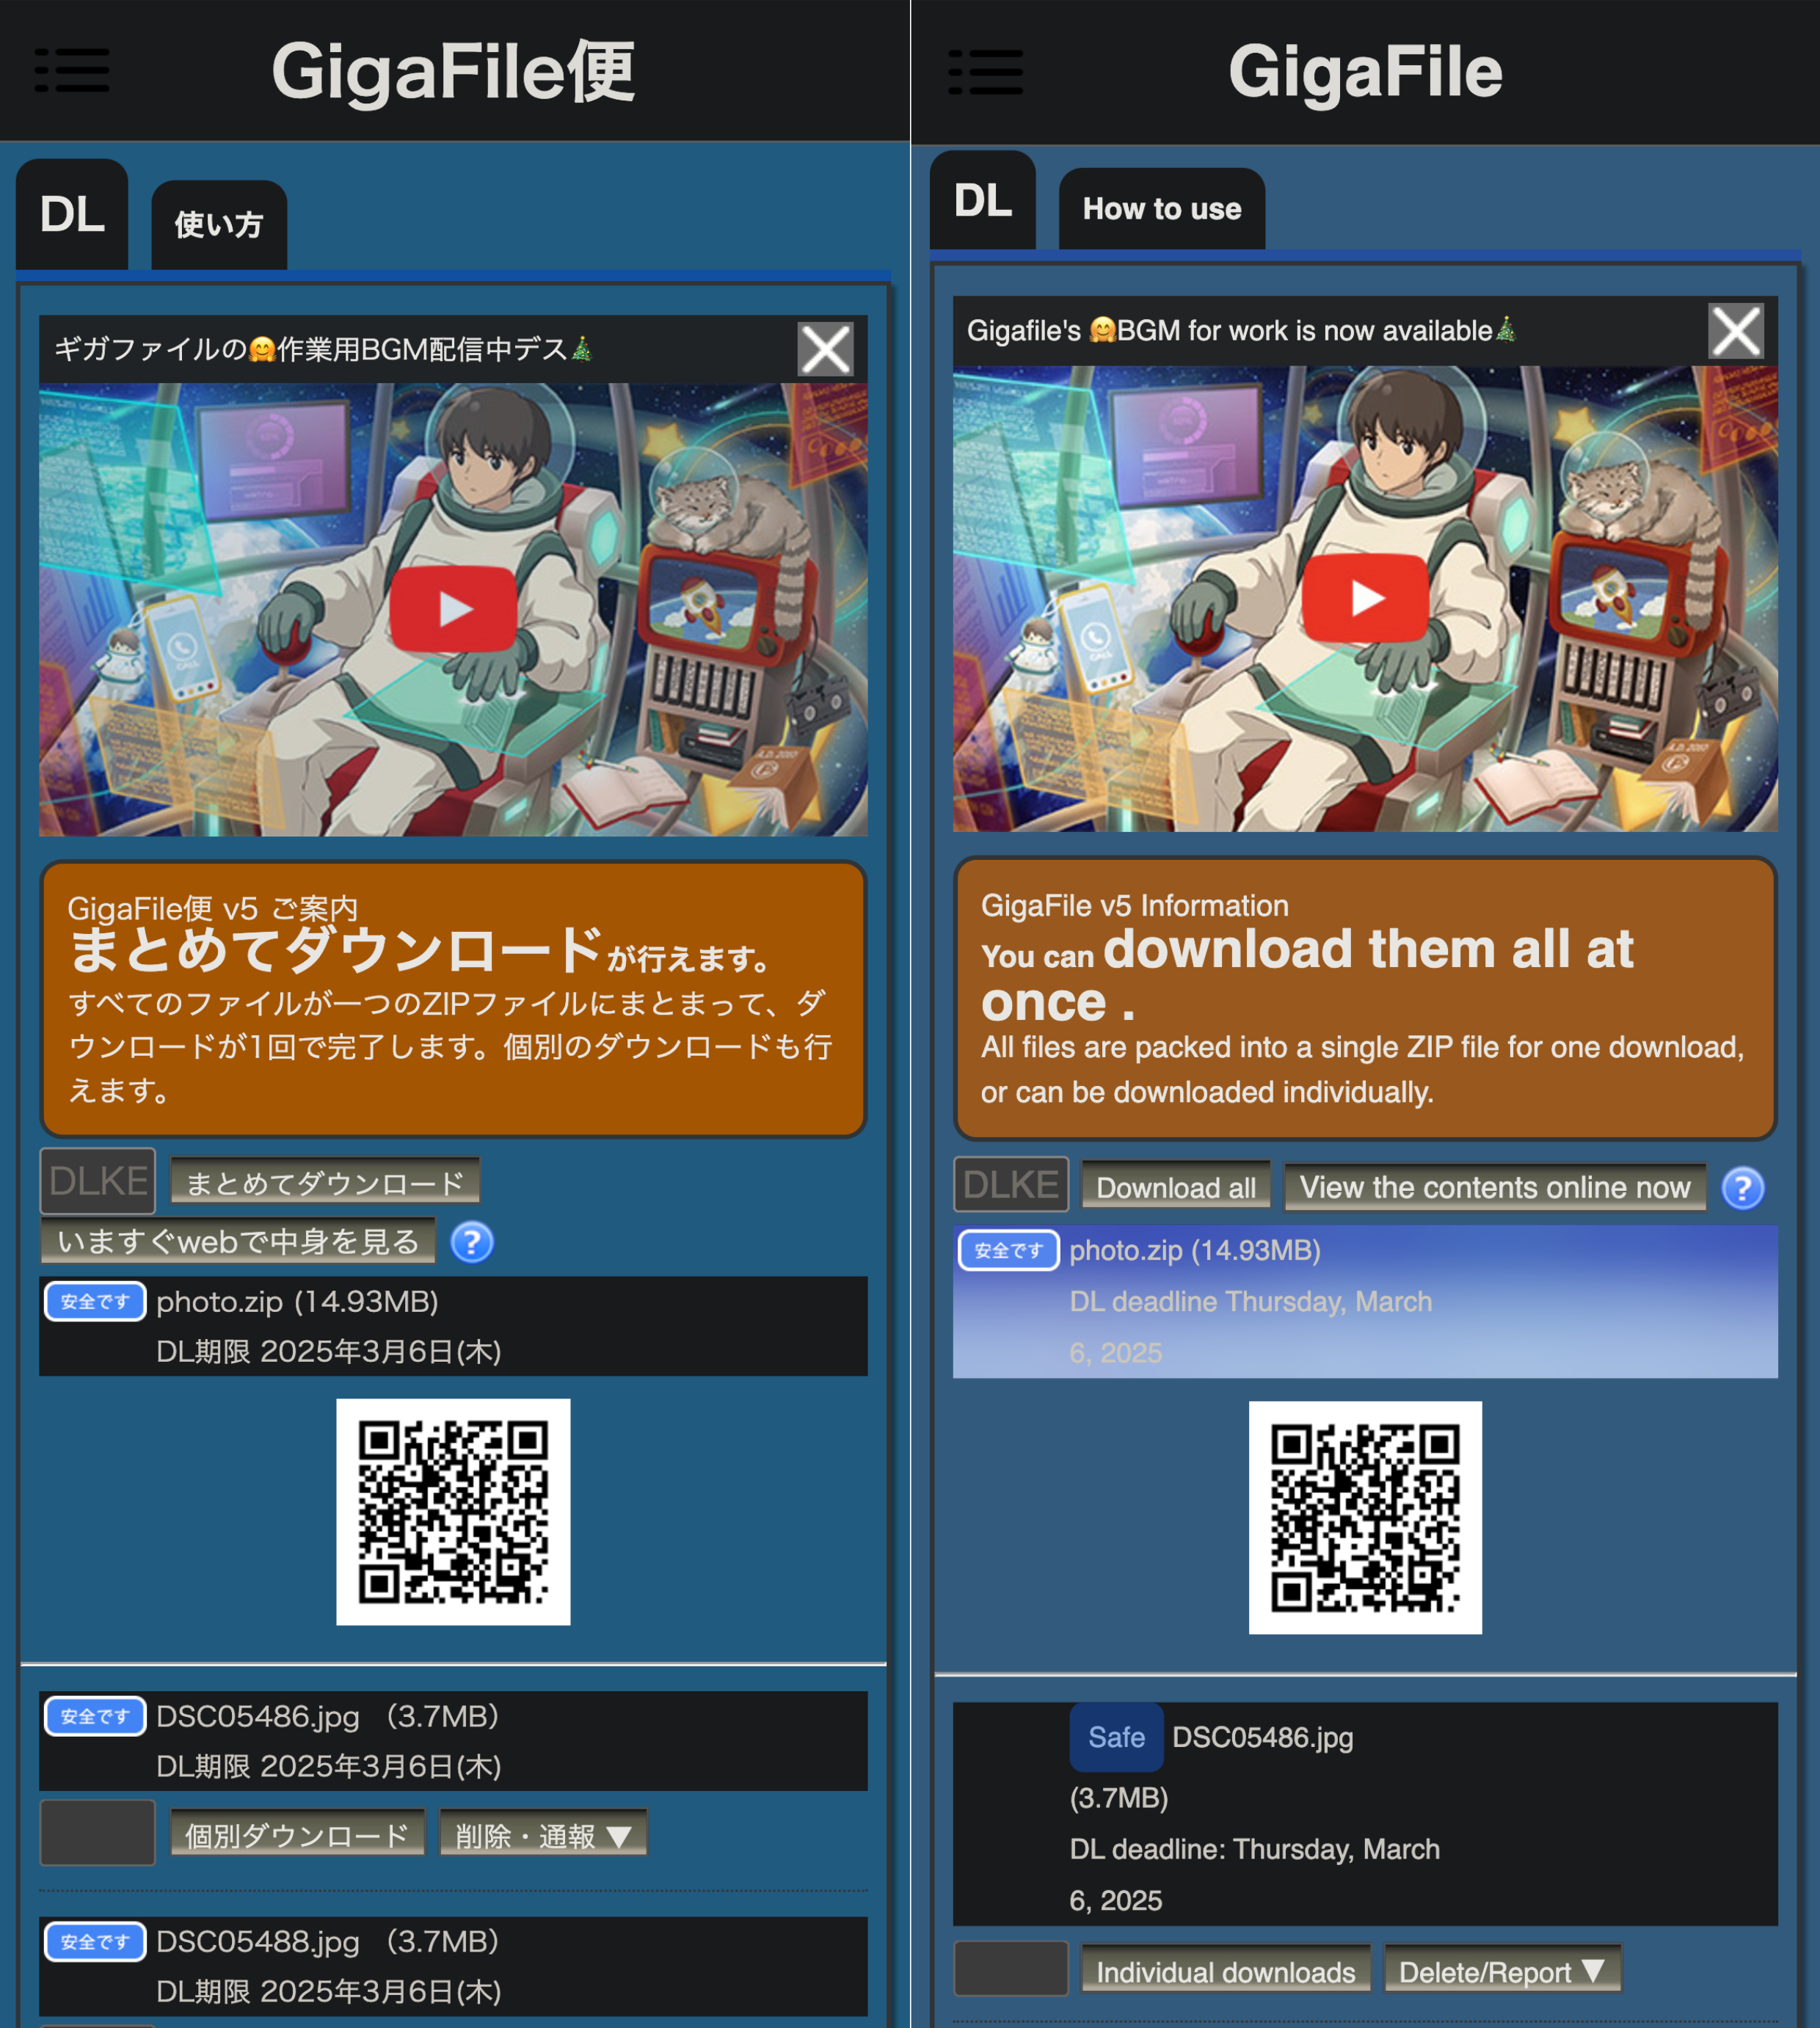 GigaFile便
DL
使い方
ギガファイルの🤗作業用BGM配信中デス🎄
CALL
A.D. 2010
GigaFile便 v5 ご案内
まとめてダウンロードが行えます。
すべてのファイルが一つのZIPファイルにまとまって、ダ
ウンロードが1回で完了します。個別のダウンロードも行
えます。
DLKE
まとめてダウンロード
いますぐwebで中身を見る
?
安全です photo.zip (14.93MB)
DL期限 2025年3月6日(木)
安全です DSC05486.jpg （3.7MB）
DL期限 2025年3月6日(木)
個別ダウンロード
削除・通報 ▼
安全です DSC05488.jpg （3.7MB）
DL期限 2025年3月6日(木)
GigaFile
DL
How to use
Gigafile's 🤗BGM for work is now available🎄
CALL
A.D. 2010
GigaFile v5 Information
You can download them all at
once .
All files are packed into a single ZIP file for one download,
or can be downloaded individually.
DLKE
Download all
View the contents online now
?
安全です photo.zip (14.93MB)
DL deadline Thursday, March
6, 2025
Safe DSC05486.jpg
(3.7MB)
DL deadline: Thursday, March
6, 2025
Individual downloads
Delete/Report ▼